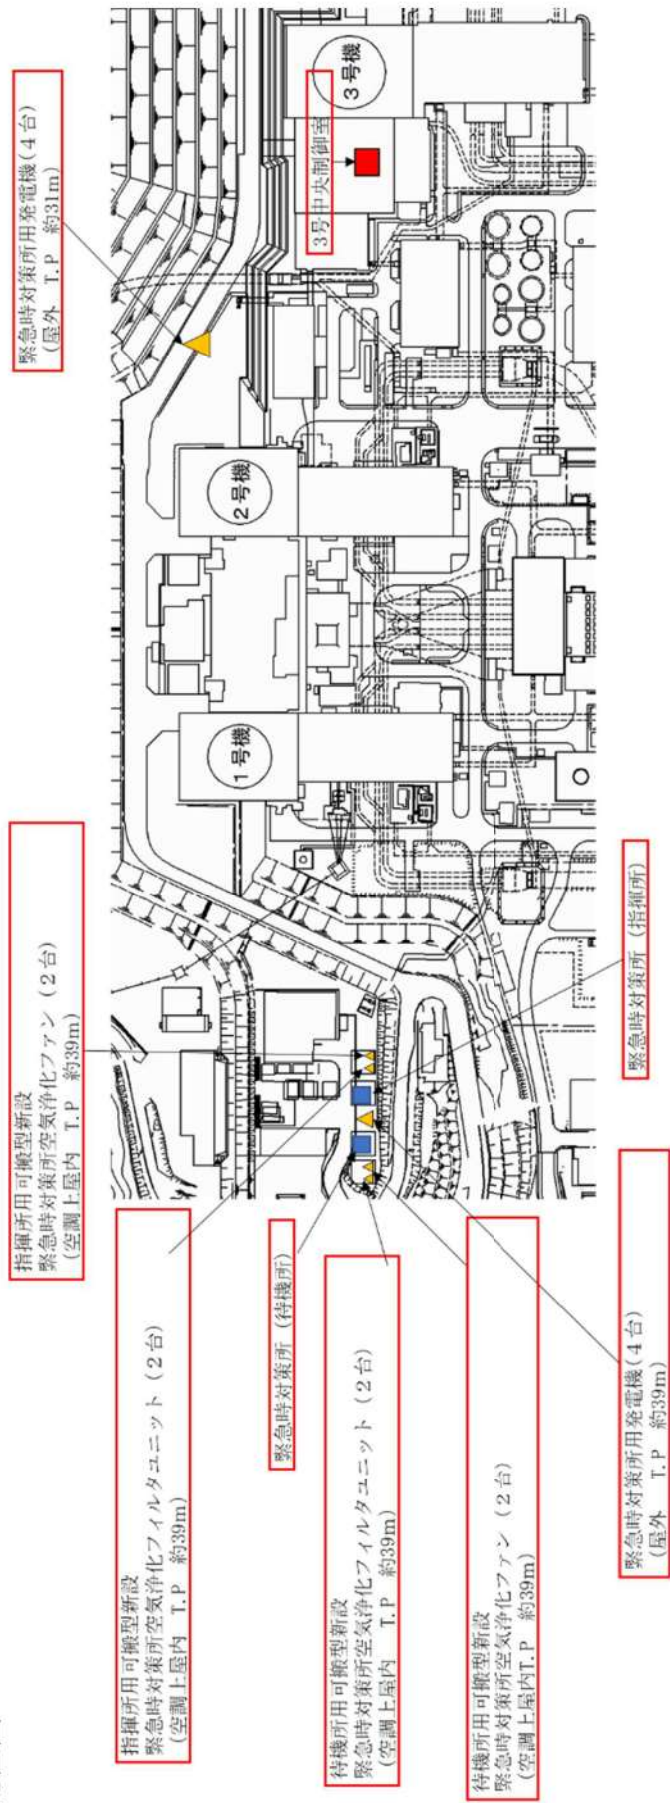 指揮所用可搬型新設
緊急時対策所空気浄化ファン(2台)
(空調上屋内 T.P 約39m)
緊急時対策所用発電機(4台)
(屋外 T.P 約31m)
指揮所用可搬型新設
緊急時対策所空気浄化フィルタユニット(2台)
(空調上屋内 T.P 約39m)
緊急時対策所(待機所)
待機所用可搬型新設
緊急時対策所空気浄化フィルタユニット(2台)
(空調上屋内 T.P 約39m)
待機所用可搬型新設
緊急時対策所空気浄化ファン(2台)
(空調上屋内T.P 約39m)
緊急時対策所用発電機(4台)
(屋外 T.P 約39m)
緊急時対策所(指揮所)
1号機
2号機
3号機
3号中央制御室